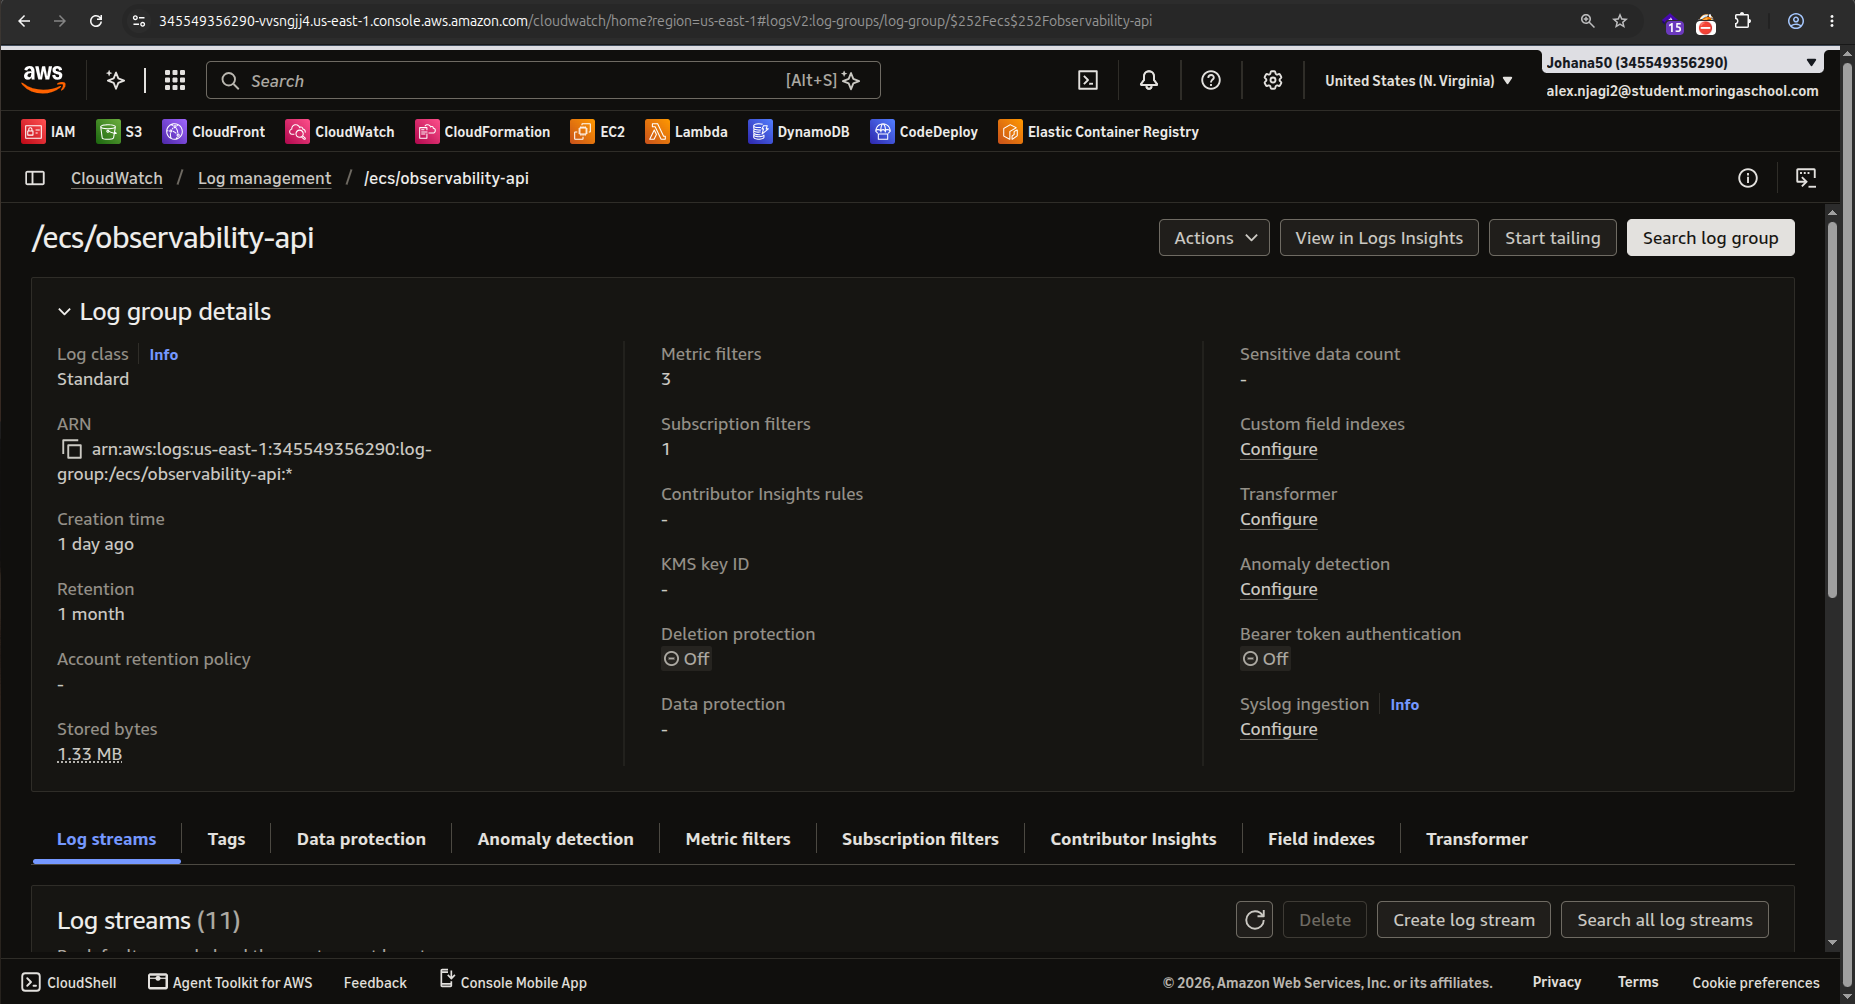 345549356290-vvsngjj4.us-east-1.console.aws.amazon.com/cloudwatch/home?region=us-east-1#logsV2:log-groups/log-group/$252Fecs$252Fobservability-api
15
aws
Search
[Alt+S]
United States (N. Virginia)
Johana50 (345549356290)
alex.njagi2@student.moringaschool.com
IAM S3 CloudFront CloudWatch CloudFormation EC2 Lambda DynamoDB CodeDeploy Elastic Container Registry
CloudWatch / Log management / /ecs/observability-api
/ecs/observability-api
Actions View in Logs Insights Start tailing Search log group
Log group details
Log class Info
Standard
ARN
arn:aws:logs:us-east-1:345549356290:log-
group:/ecs/observability-api:*
Creation time
1 day ago
Retention
1 month
Account retention policy
-
Stored bytes
1.33 MB
Metric filters
3
Subscription filters
1
Contributor Insights rules
-
KMS key ID
-
Deletion protection
Off
Data protection
-
Sensitive data count
-
Custom field indexes
Configure
Transformer
Configure
Anomaly detection
Configure
Bearer token authentication
Off
Syslog ingestion Info
Configure
Log streams Tags Data protection Anomaly detection Metric filters Subscription filters Contributor Insights Field indexes Transformer
Log streams (11)
Delete Create log stream Search all log streams
CloudShell Agent Toolkit for AWS Feedback Console Mobile App
© 2026, Amazon Web Services, Inc. or its affiliates. Privacy Terms Cookie preferences